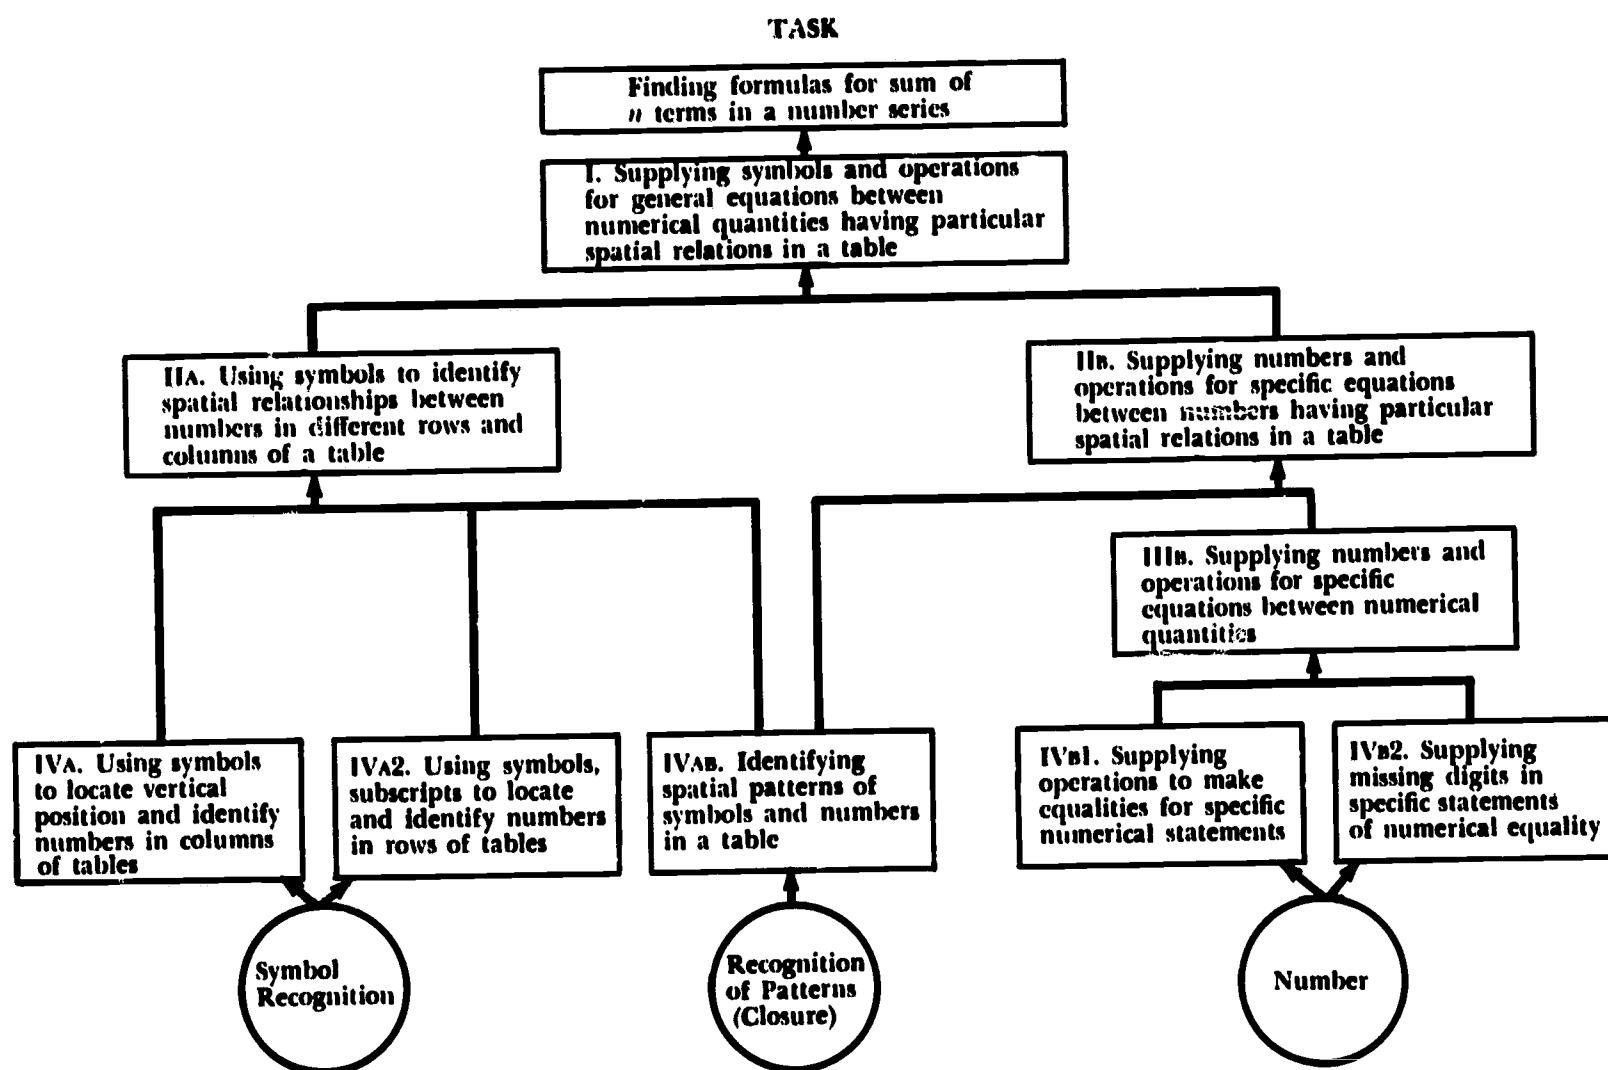 TASK
Finding formulas for sum of
n terms in a number series
I. Supplying symbols and operations
for general equations between
numerical quantities having particular
spatial relations in a table
IIA. Using symbols to identify
spatial relationships between
numbers in different rows and
columns of a table
IIB. Supplying numbers and
operations for specific equations
between numbers having particular
spatial relations in a table
IIIB. Supplying numbers and
operations for specific
equations between numerical
quantities
IVA. Using symbols
to locate vertical
position and identify
numbers in columns
of tables
IVA2. Using symbols,
subscripts to locate
and identify numbers
in rows of tables
IVAB. Identifying
spatial patterns of
symbols and numbers
in a table
IVB1. Supplying
operations to make
equalities for specific
numerical statements
IVB2. Supplying
missing digits in
specific statements
of numerical equality
Symbol
Recognition
Recognition
of Patterns
(Closure)
Number